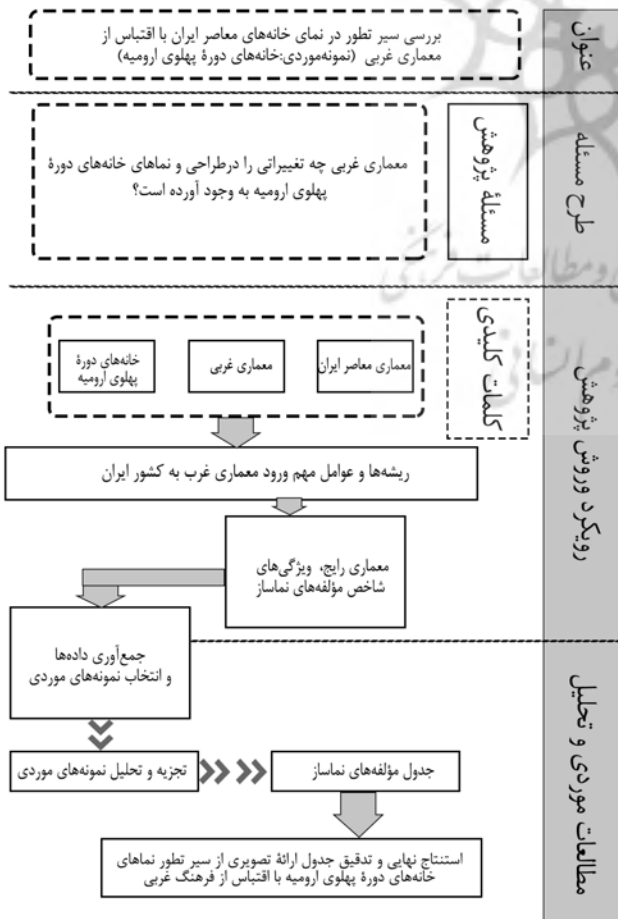 عنوان
بررسی سیر تطور در نمای خانه‌های معاصر ایران با اقتباس از
معماری غربی (نمونه‌موردی:خانه‌های دورهٔ پهلوی ارومیه)
طرح مسئله
مسئلهٔ پژوهش
معماری غربی چه تغییراتی را درطراحی و نماهای خانه‌های دورهٔ
پهلوی ارومیه به وجود آورده است؟
رویکرد وروش پژوهش
کلمات کلیدی
معماری معاصر ایران
معماری غربی
خانه‌های دورهٔ
پهلوی ارومیه
ریشه‌ها و عوامل مهم ورود معماری غرب به کشور ایران
معماری رایج، ویژگی‌های
شاخص مؤلفه‌های نماساز
مطالعات موردی و تحلیل
جمع‌آوری داده‌ها
و انتخاب نمونه‌های موردی
تجزیه و تحلیل نمونه‌های موردی
جدول مؤلفه‌های نماساز
استنتاج نهایی و تدقیق جدول ارائهٔ تصویری از سیر تطور نماهای
خانه‌های دورهٔ پهلوی ارومیه با اقتباس از فرهنگ غربی
و مطالعات فرهنگی